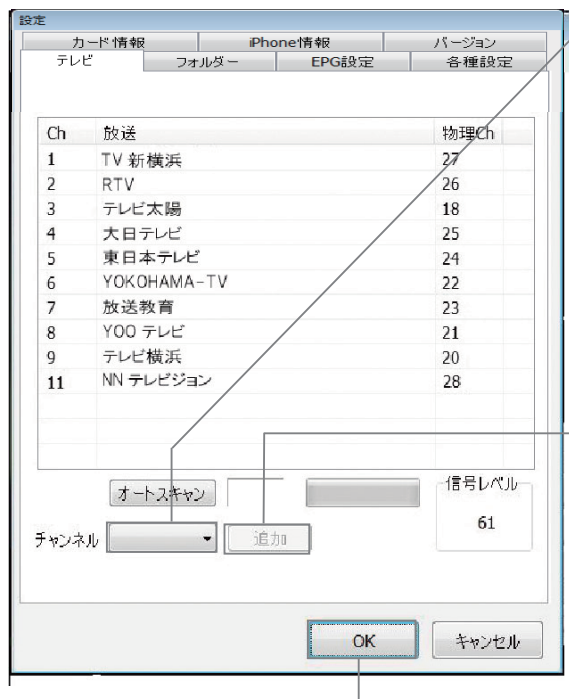 設定
カード情報 iPhone情報 バージョン
テレビ フォルダー EPG設定 各種設定
Ch 放送 物理Ch
1 TV 新横浜 27
2 RTV 26
3 テレビ太陽 18
4 大日テレビ 25
5 東日本テレビ 24
6 YOKOHAMA-TV 22
7 放送教育 23
8 YOO テレビ 21
9 テレビ横浜 20
11 NN テレビジョン 28
オートスキャン 信号レベル
チャンネル 追加 61
OK キャンセル